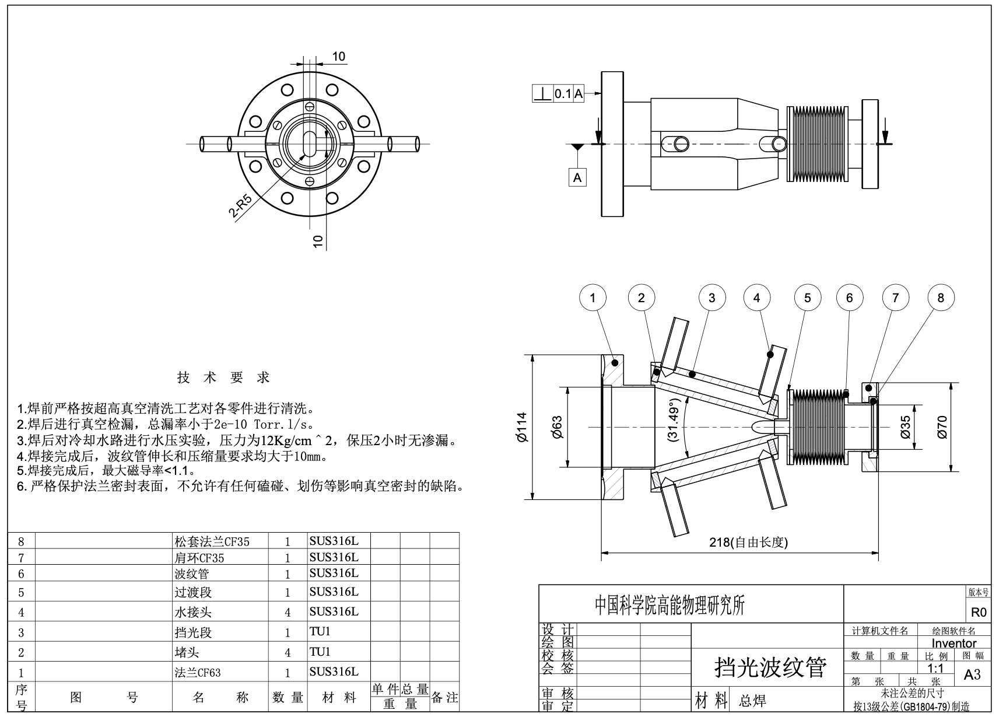 10
2-R5
10
⊥ 0.1 A
A
1 2 3 4 5 6 7 8
Ø114
Ø63
(31.49°)
Ø35
Ø70
218(自由长度)
技 术 要 求
1.焊前严格按超高真空清洗工艺对各零件进行清洗。
2.焊后进行真空检漏，总漏率小于2e-10 Torr.l/s。
3.焊后对冷却水路进行水压实验，压力为12Kg/cm＾2，保压2小时无渗漏。
4.焊接完成后，波纹管伸长和压缩量要求均大于10mm。
5.焊接完成后，最大磁导率<1.1。
6. 严格保护法兰密封表面，不允许有任何磕碰、划伤等影响真空密封的缺陷。
8 松套法兰CF35 1 SUS316L
7 肩环CF35 1 SUS316L
6 波纹管 1 SUS316L
5 过渡段 1 SUS316L
4 水接头 4 SUS316L
3 挡光段 1 TU1
2 堵头 4 TU1
1 法兰CF63 1 SUS316L
序号 图 号 名 称 数 量 材 料 单件 总量 重 量 备注
中国科学院高能物理研究所
版本号
R0
设 计
绘 图
校 核
会 签
审 核
审 定
挡光波纹管
材 料 总焊
计算机文件名 绘图软件名
Inventor
数 量 重 量 比 例 图 幅
1:1 A3
第 张 共 张
未注公差的尺寸
按13级公差(GB1804-79)制造